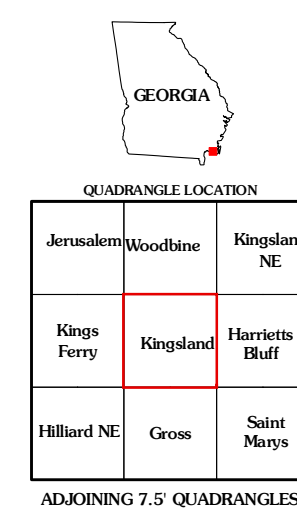 GEORGIA
QUADRANGLE LOCATION
Jerusalem Woodbine Kingslan
NE
Kings
Ferry
Kingsland
Harrietts
Bluff
Hilliard NE Gross Saint
Marys
ADJOINING 7.5' QUADRANGLES